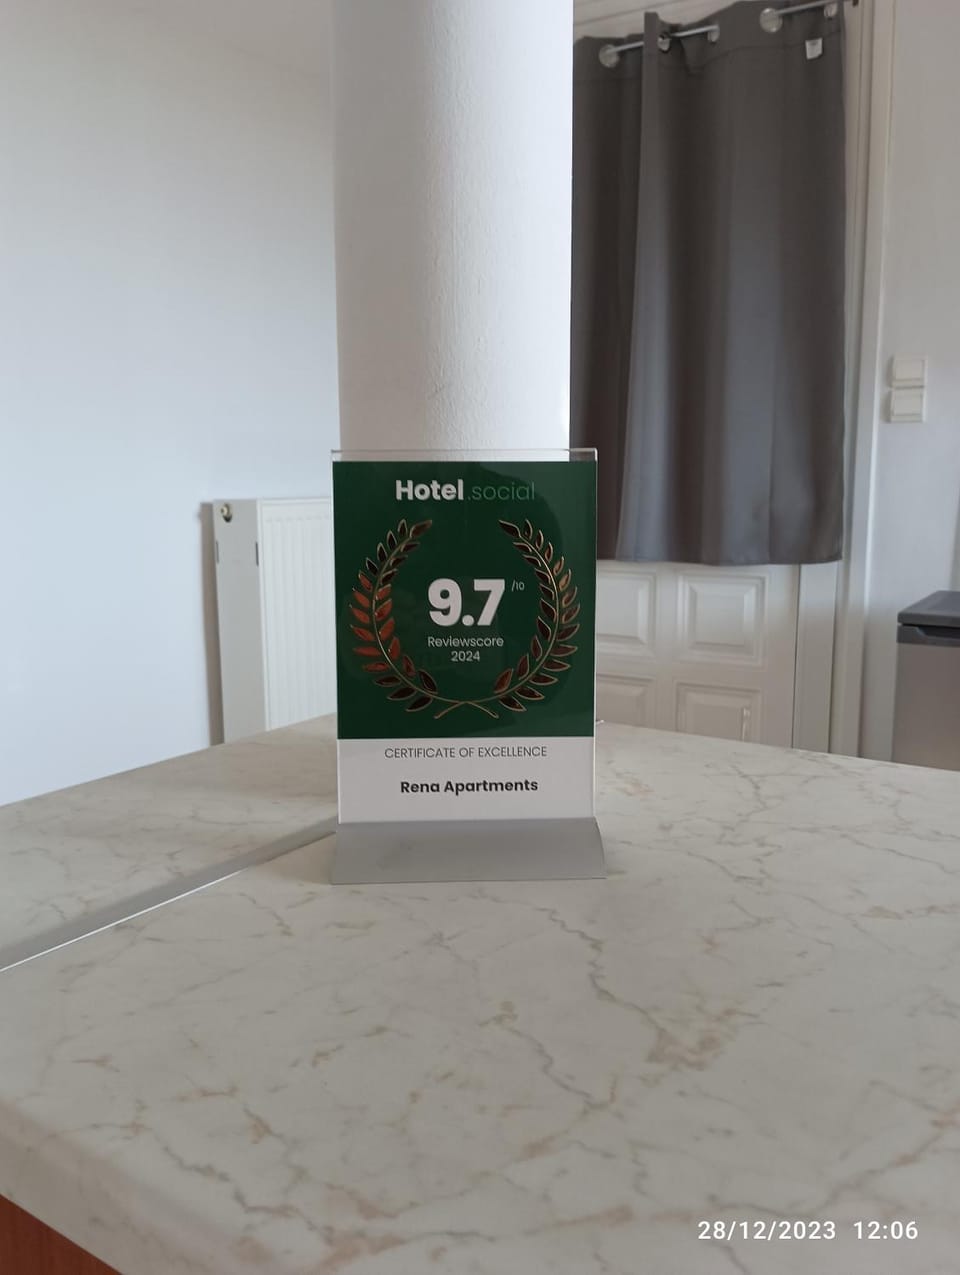 Hotel.social
9.7/10
Reviewscore
2024
CERTIFICATE OF EXCELLENCE
Rena Apartments
28/12/2023 12:06